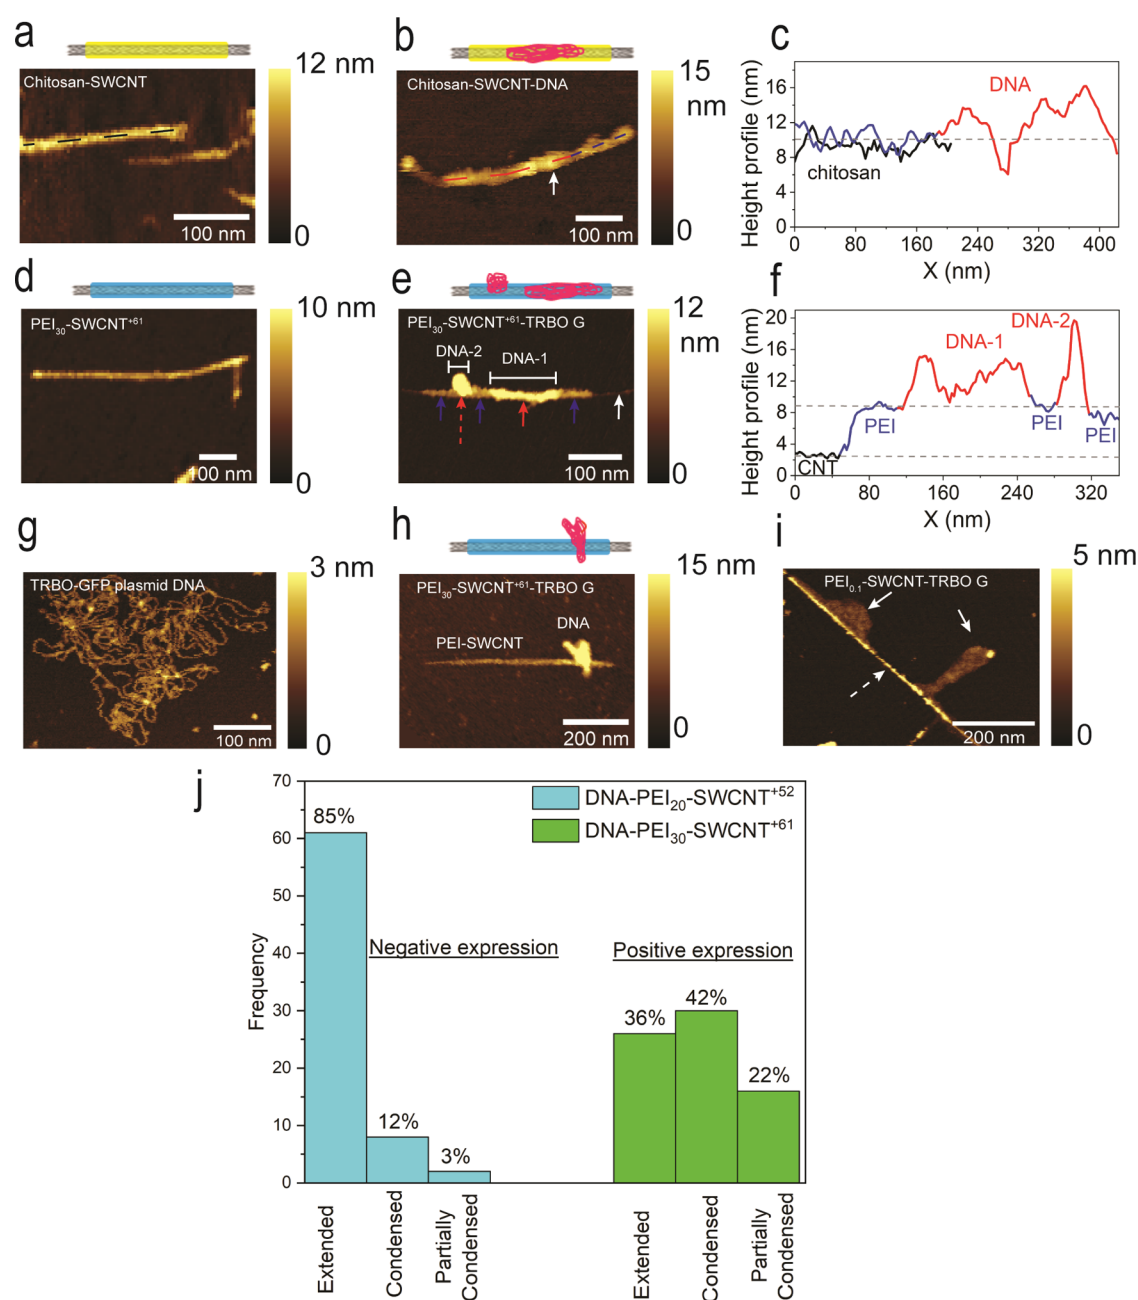 a
12 nm
Chitosan-SWCNT
100 nm
0
b
15
nm
Chitosan-SWCNT-DNA
100 nm
0
c
Height profile (nm)
20
16
12
8
4
0
DNA
chitosan
0 80 160 240 320 400
X (nm)
d
10 nm
PEI30-SWCNT+61
100 nm
0
e
12
nm
PEI30-SWCNT+61-TRBO G
DNA-2
DNA-1
100 nm
0
f
Height profile (nm)
20
16
12
8
4
0
DNA-2
DNA-1
PEI
PEI
PEI
CNT
0 80 160 240 320
X (nm)
g
3 nm
TRBO-GFP plasmid DNA
100 nm
0
h
15 nm
PEI30-SWCNT+61-TRBO G
DNA
PEI-SWCNT
200 nm
0
i
5 nm
PEI0.1-SWCNT-TRBO G
200 nm
0
j
Frequency
70
60
50
40
30
20
10
0
DNA-PEI20-SWCNT+52
DNA-PEI30-SWCNT+61
85%
12%
3%
Negative expression
Positive expression
36%
42%
22%
Extended
Condensed
Partially
Condensed
Extended
Condensed
Partially
Condensed